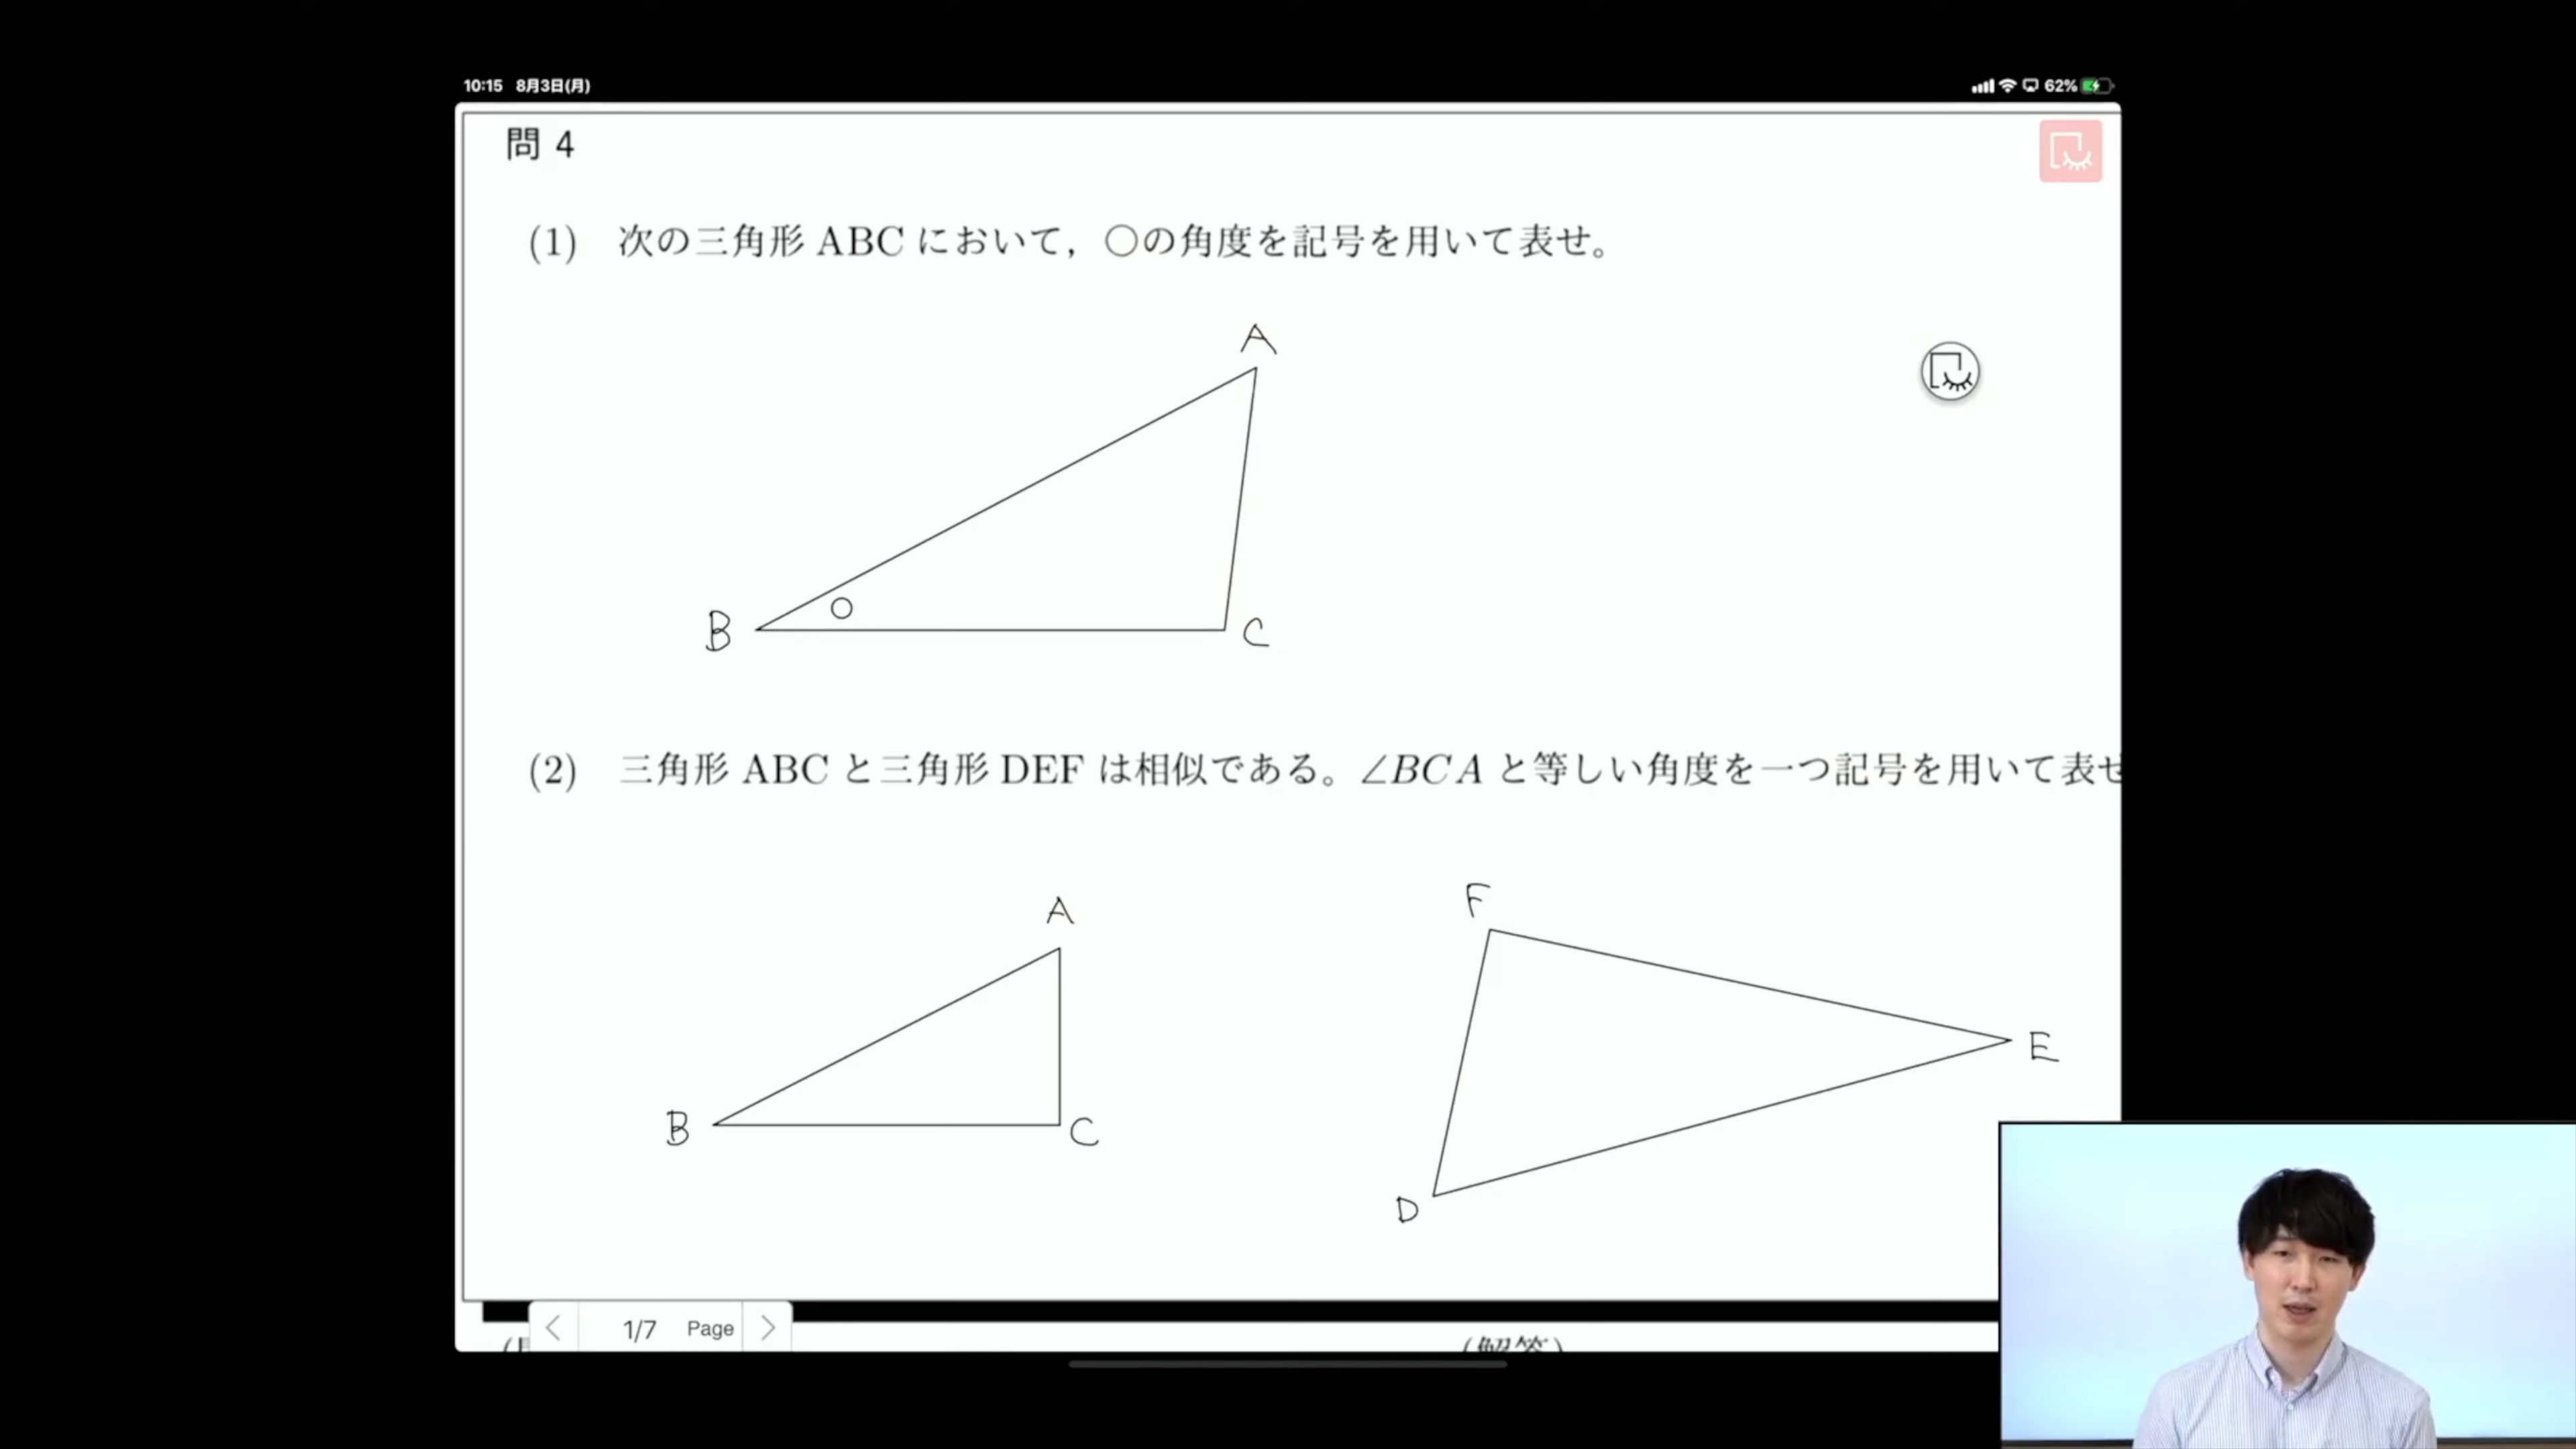 10:15 8月3日(月)
62%
問 4
(1) 次の三角形 ABC において，○の角度を記号を用いて表せ。
A
B
C
(2) 三角形 ABC と三角形 DEF は相似である。∠BCA と等しい角度を一つ記号を用いて表せ
A
B
C
F
E
D
1/7 Page
(解答)